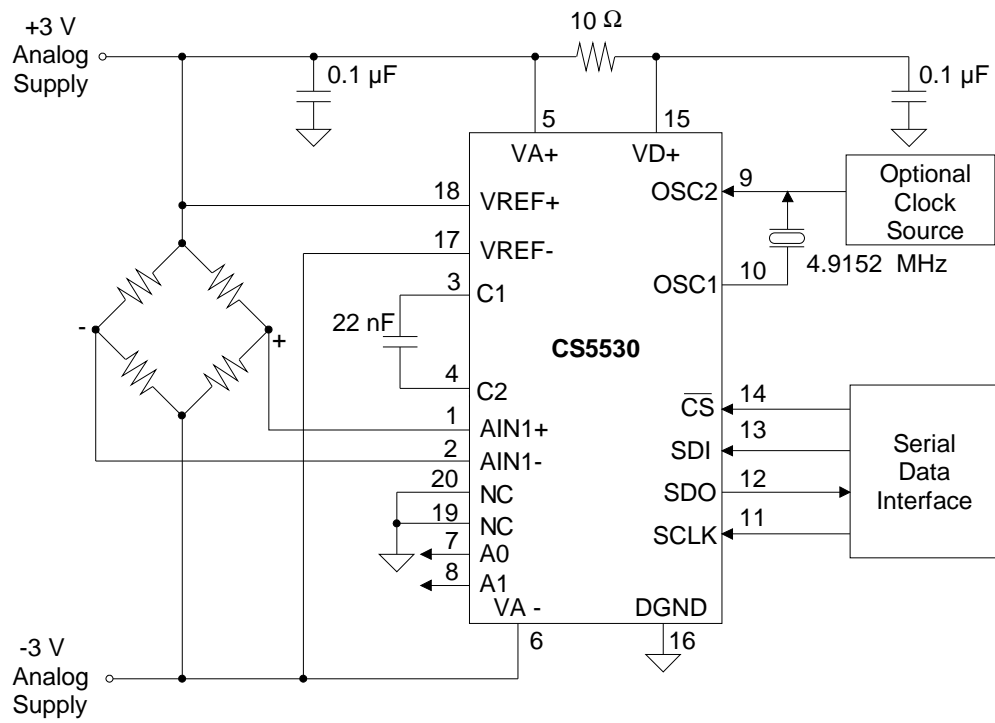 +3 V
Analog
Supply
10 Ω
0.1 µF
0.1 µF
5
15
VA+
VD+
18
VREF+
17
VREF-
3
C1
22 nF
4
C2
1
AIN1+
2
AIN1-
20
NC
19
NC
7
A0
8
A1
VA -
6
-
+
CS5530
OSC2
9
Optional
Clock
Source
4.9152 MHz
OSC1
10
CS
14
SDI
13
SDO
12
SCLK
11
Serial
Data
Interface
DGND
16
-3 V
Analog
Supply